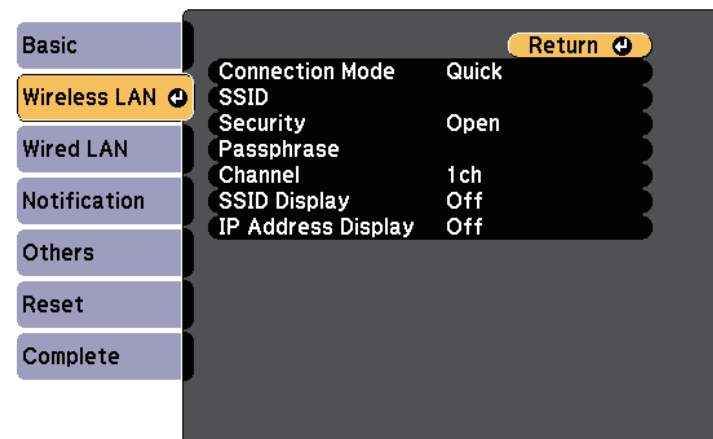 Basic
Wireless LAN
Wired LAN
Notification
Others
Reset
Complete
Return
Connection Mode Quick
SSID
Security Open
Passphrase
Channel 1ch
SSID Display Off
IP Address Display Off